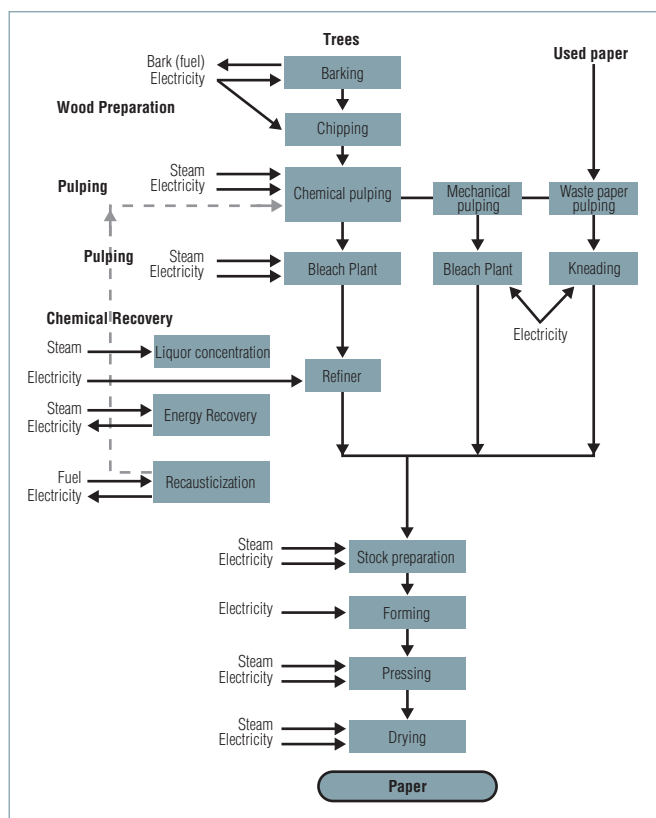 Trees
Used paper
Bark (fuel)
Electricity
Barking
Wood Preparation
Chipping
Steam
Electricity
Pulping
Chemical pulping
Mechanical
pulping
Waste paper
pulping
Pulping
Steam
Electricity
Bleach Plant
Bleach Plant
Kneading
Electricity
Chemical Recovery
Steam
Liquor concentration
Electricity
Refiner
Steam
Electricity
Energy Recovery
Fuel
Electricity
Recausticization
Steam
Electricity
Stock preparation
Electricity
Forming
Steam
Electricity
Pressing
Steam
Electricity
Drying
Paper